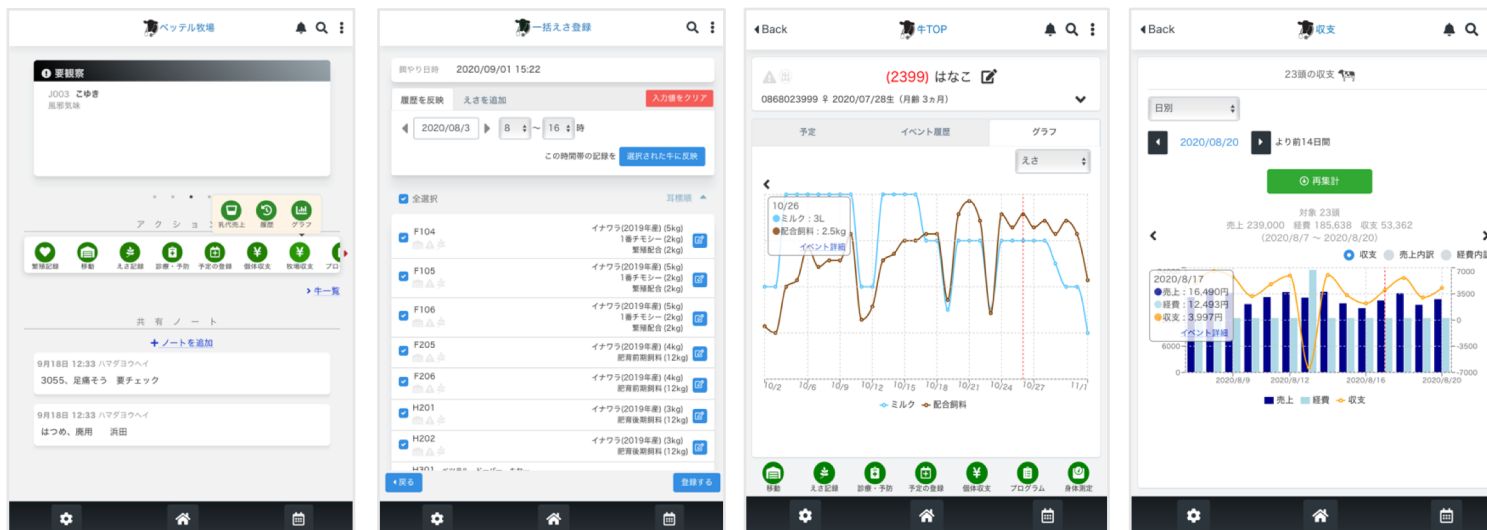 ベッテル牧場
要観察
J003 こゆき
風邪気味
乳代売上 履歴 グラフ
アクショ
繁殖記録 移動 えさ記録 診療・予防 予定の登録 個体収支 牧場収支 プロ
牛一覧
共有ノート
ノートを追加
9月18日 12:33 ハマダヨウヘイ
3055、足痛そう 要チェック
9月18日 12:33 ハマダヨウヘイ
はつめ、廃用 浜田
一括えさ登録
餌やり日時 2020/09/01 15:22
履歴を反映 えさを追加 入力値をクリア
2020/08/3 8 ～ 16 時
この時間帯の記録を 選択された牛に反映
全選択 耳標順
F104 イナワラ(2019年産) (5kg)
1番チモシー (2kg)
繁殖配合 (2kg)
F105 イナワラ(2019年産) (5kg)
1番チモシー (2kg)
繁殖配合 (2kg)
F106 イナワラ(2019年産) (5kg)
1番チモシー (2kg)
繁殖配合 (2kg)
F205 イナワラ(2019年産) (4kg)
肥育前期飼料 (12kg)
F206 イナワラ(2019年産) (4kg)
肥育前期飼料 (12kg)
H201 イナワラ(2019年産) (3kg)
肥育後期飼料 (12kg)
H202 イナワラ(2019年産) (3kg)
肥育後期飼料 (12kg)
H301
戻る 登録する
Back 牛TOP
(2399) はなこ
0868023999 ♀ 2020/07/28生 (月齢 3ヵ月)
予定 イベント履歴 グラフ
えさ
10/26
ミルク : 3L
配合飼料 : 2.5kg
イベント詳細
10/2 10/6 10/9 10/12 10/15 10/18 10/21 10/24 10/27 11/1
ミルク 配合飼料
移動 えさ記録 診療・予防 予定の登録 個体収支 プログラム 身体測定
Back 収支
23頭の収支
日別
2020/08/20 より前14日間
再集計
対象 23頭
売上 239,000 経費 185,638 収支 53,362
(2020/8/7 ～ 2020/8/20)
収支 売上内訳 経費内訳
2020/8/17
売上 : 16,490円
経費 : 12,493円
収支 : 3,997円
イベント詳細
7000
3500
0
-3500
-7000
6000
0
2020/8/9 2020/8/12 2020/8/16 2020/8/20
売上 経費 収支